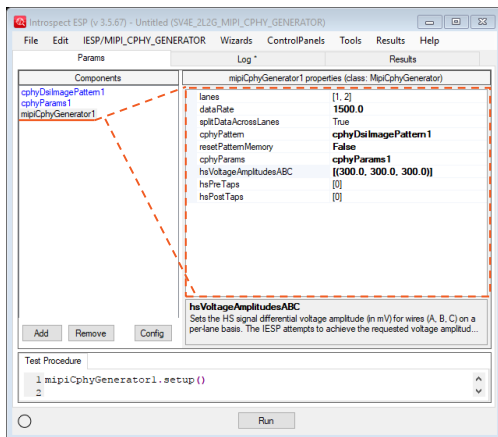 Introspect ESP (v 3.5.67) - Untitled (SV4E_2L2G_MIPI_CPHY_GENERATOR)
File Edit IESP/MIPI_CPHY_GENERATOR Wizards ControlPanels Tools Results Help
Params Log * Results
Components
cphyDsiImagePattern1
cphyParams1
mipiCphyGenerator1
mipiCphyGenerator1 properties (class: MipiCphyGenerator)
lanes [1, 2]
dataRate 1500.0
splitDataAcrossLanes True
cphyPattern cphyDsiImagePattern1
resetPatternMemory False
cphyParams cphyParams1
hsVoltageAmplitudesABC [(300.0, 300.0, 300.0)]
hsPreTaps [0]
hsPostTaps [0]
hsVoltageAmplitudesABC
Sets the HS signal differential voltage amplitude (in mV) for wires (A, B, C) on a
per-lane basis. The IESP attempts to achieve the requested voltage amplitud...
Add Remove Config
Test Procedure
1 mipiCphyGenerator1.setup()
2
Run